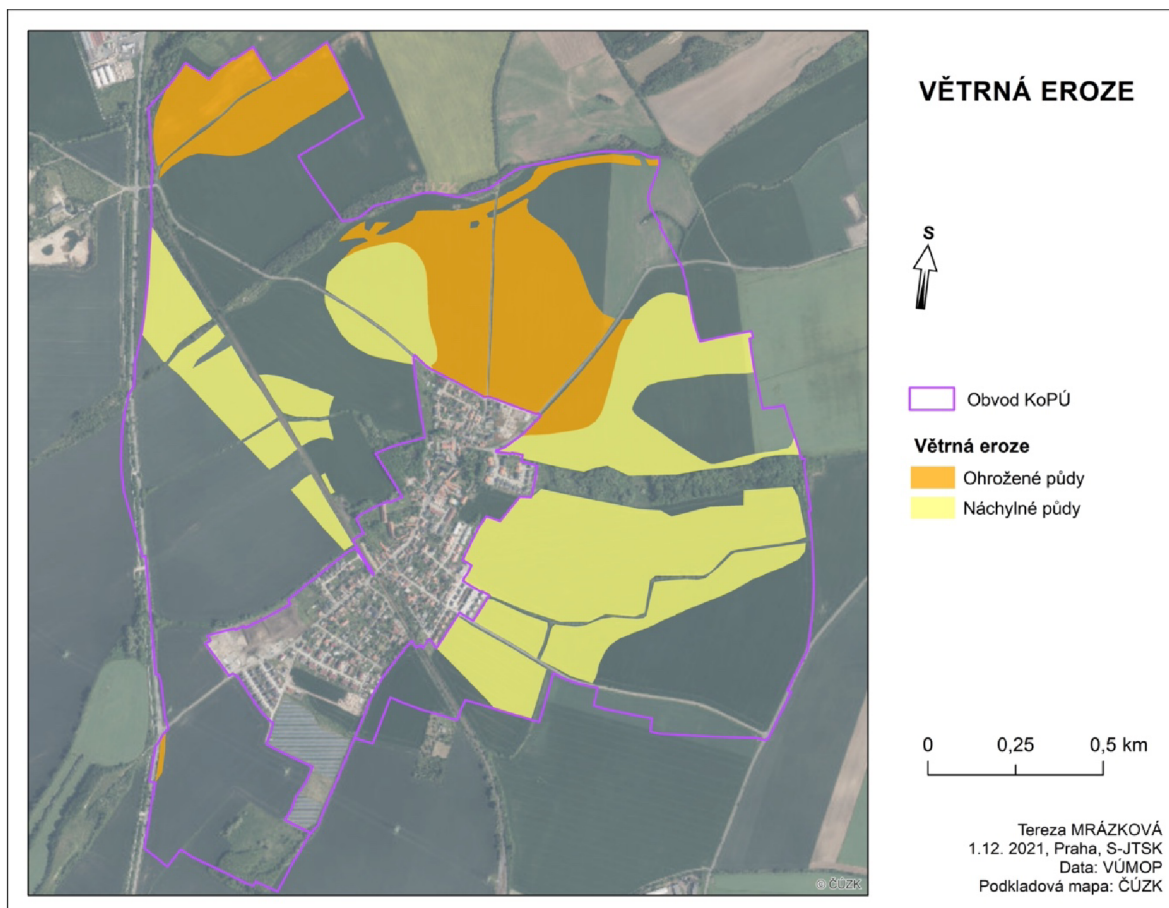 VĚTRNÁ EROZE
S
Obvod KoPÚ
Větrná eroze
Ohrožené půdy
Náchylné půdy
0 0,25 0,5 km
Tereza MRÁZKOVÁ
1.12. 2021, Praha, S-JTSK
Data: VÚMOP
Podkladová mapa: ČÚZK
© ČÚZK